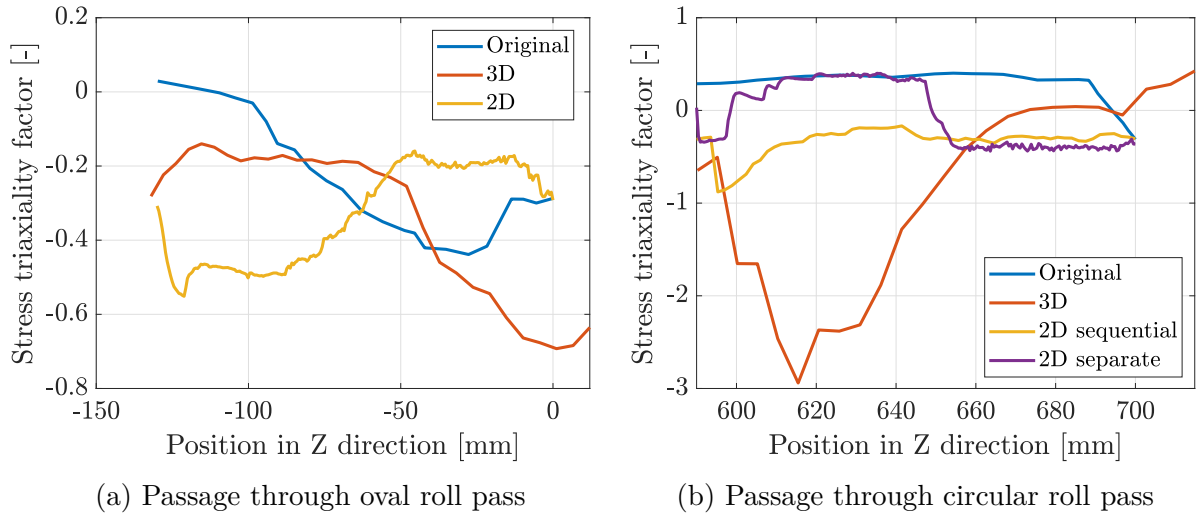 Stress triaxiality factor [-]
0.2
0
-0.2
-0.4
-0.6
-0.8
-150
-100
-50
0
Original
3D
2D
Position in Z direction [mm]
(a) Passage through oval roll pass
Stress triaxiality factor [-]
1
0
-1
-2
-3
600
620
640
660
680
700
Original
3D
2D sequential
2D separate
Position in Z direction [mm]
(b) Passage through circular roll pass